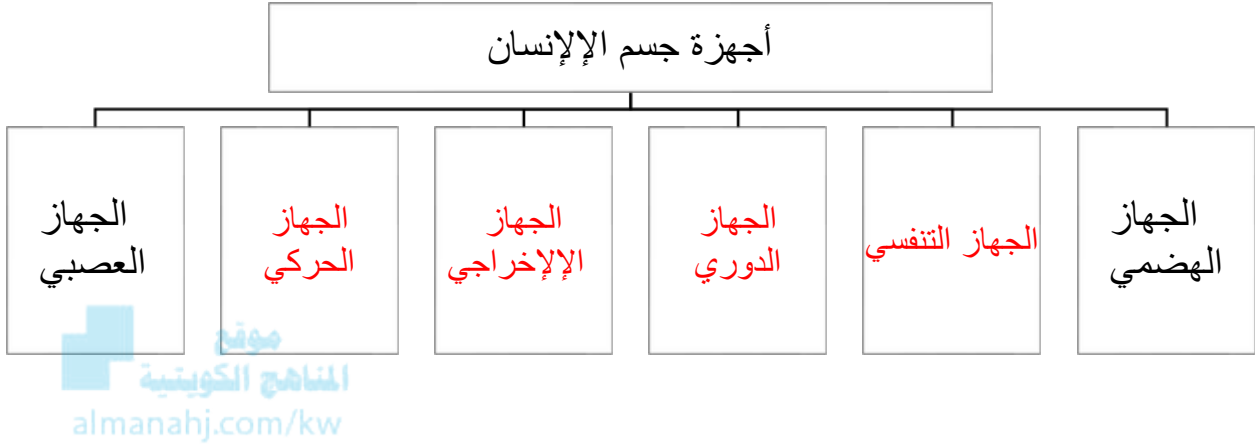 أجهزة جسم الإلإنسان
الجهاز
الهضمي
الجهاز التنفسي
الجهاز
الدوري
الجهاز
الإلإخراجي
الجهاز
الحركي
الجهاز
العصبي
موقع
المناهج الكويتية
almanahj.com/kw